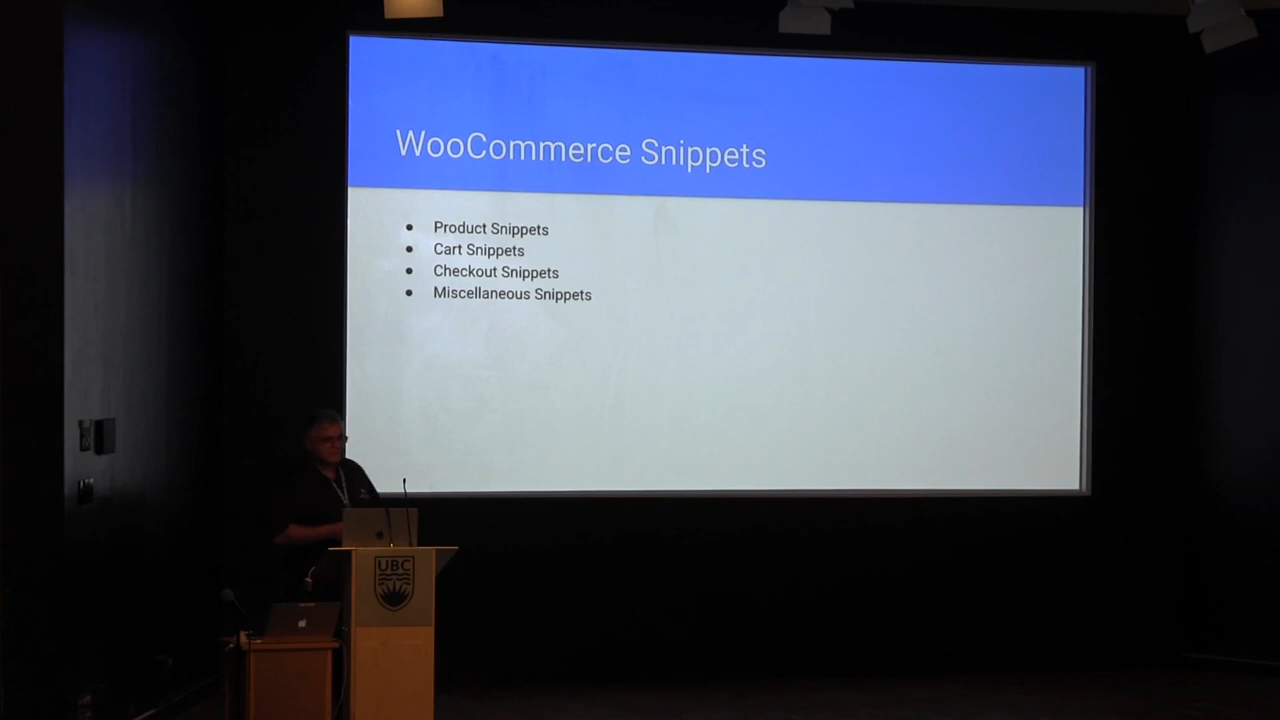 WooCommerce Snippets
● Product Snippets
● Cart Snippets
● Checkout Snippets
● Miscellaneous Snippets
UBC